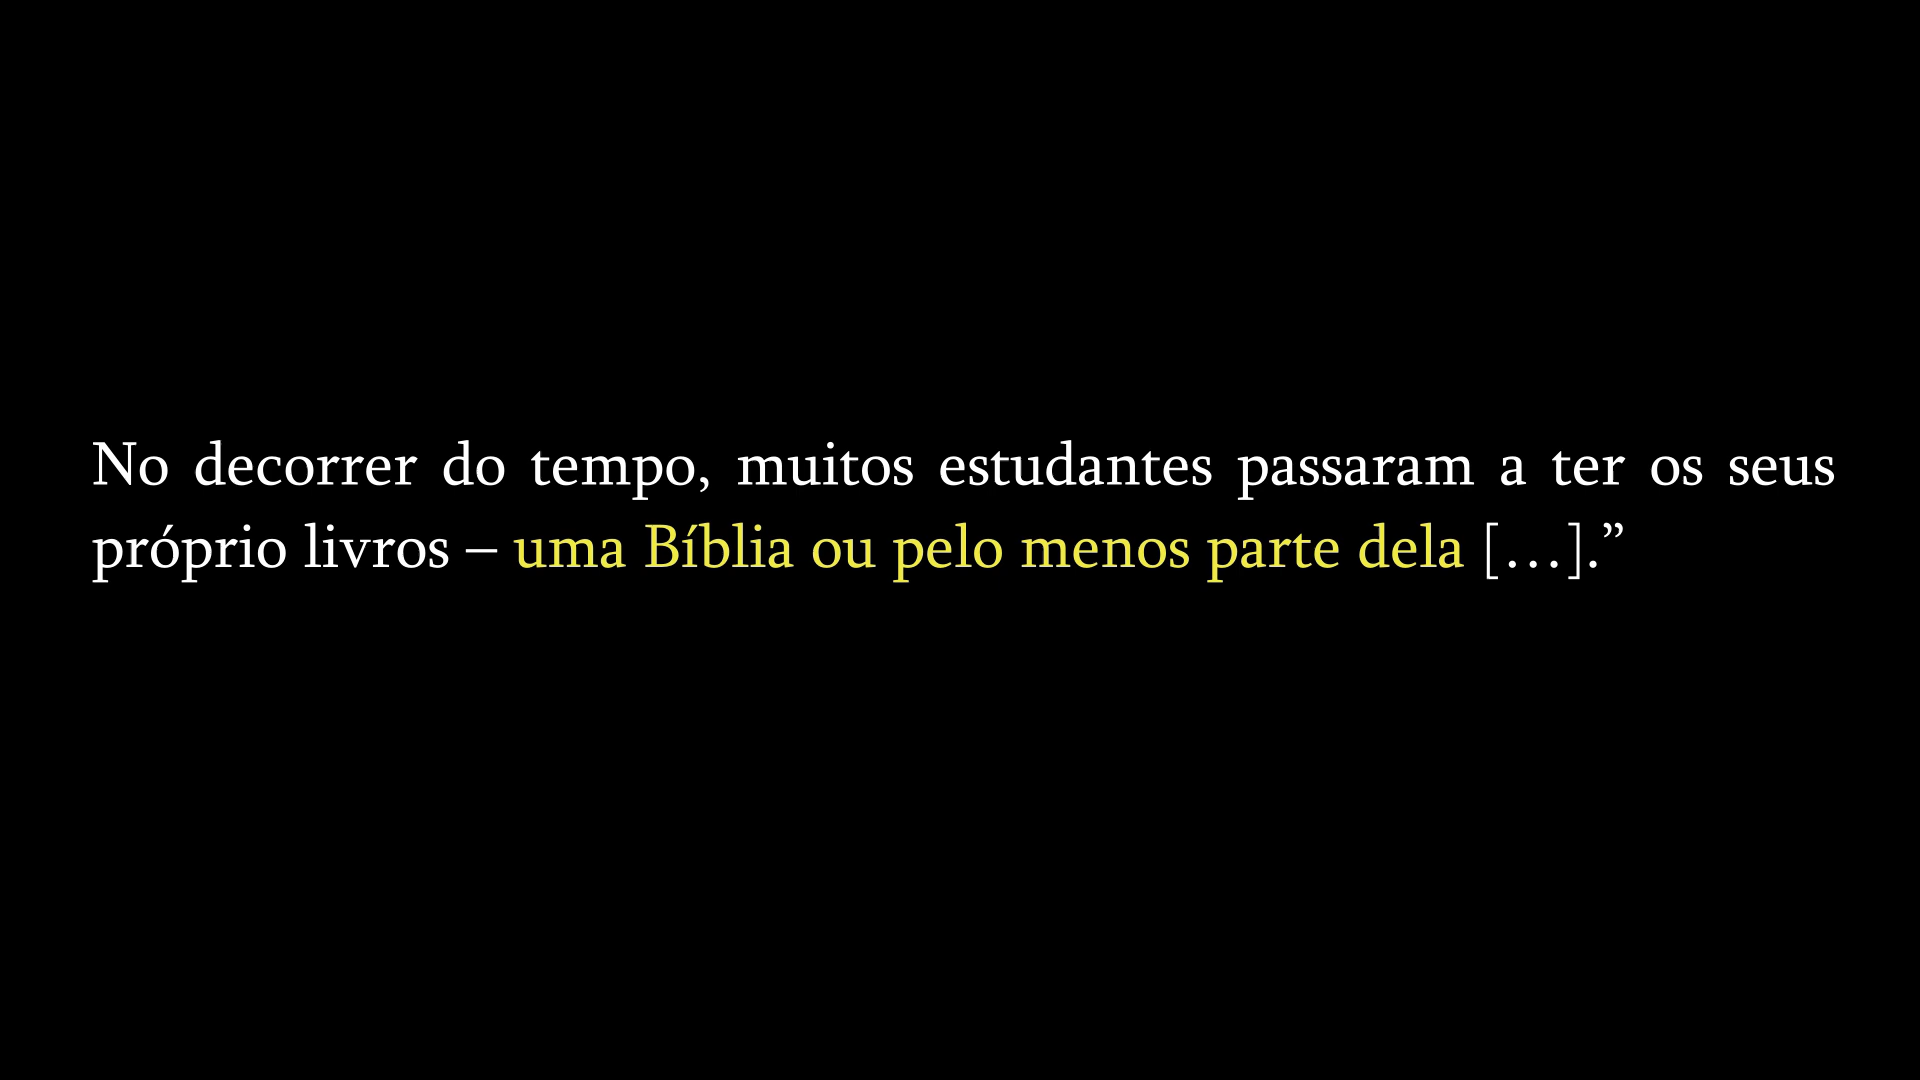 No decorrer do tempo, muitos estudantes passaram a ter os seus
próprio livros – uma Bíblia ou pelo menos parte dela […].”